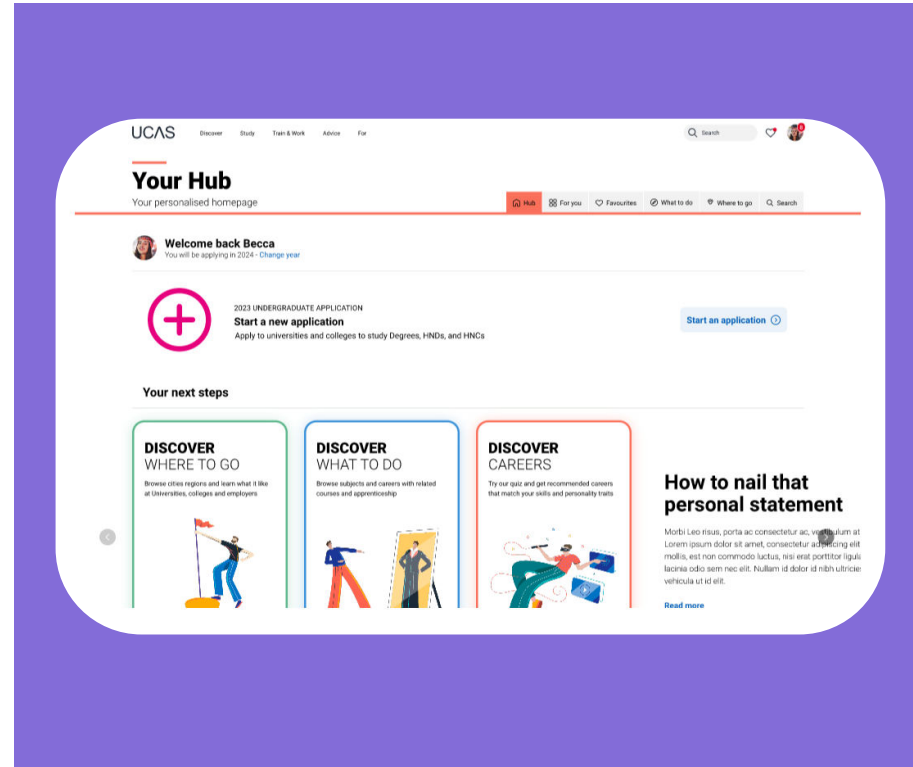 UCAS Discover Study Train & Work Advice For Search 8
Your Hub
Your personalised homepage
Hub For you Favourites What to do Where to go Search
Welcome back Becca
You will be applying in 2024 - Change year
2023 UNDERGRADUATE APPLICATION
Start a new application
Apply to universities and colleges to study Degrees, HNDs, and HNCs
Start an application
Your next steps
DISCOVER
WHERE TO GO
Browse cities regions and learn what it like
at Universities, colleges and employers
DISCOVER
WHAT TO DO
Browse subjects and careers with related
courses and apprenticeship
DISCOVER
CAREERS
Try our quiz and get recommended careers
that match your skills and personality traits
How to nail that
personal statement
Morbi Leo risus, porta ac consectetur ac, vestibulum at
Lorem ipsum dolor sit amet, consectetur adipiscing elit
mollis, est non commodo luctus, nisi erat porttitor ligula
lacinia odio sem nec elit. Nullam id dolor id nibh ultricies
vehicula ut id elit.
Read more